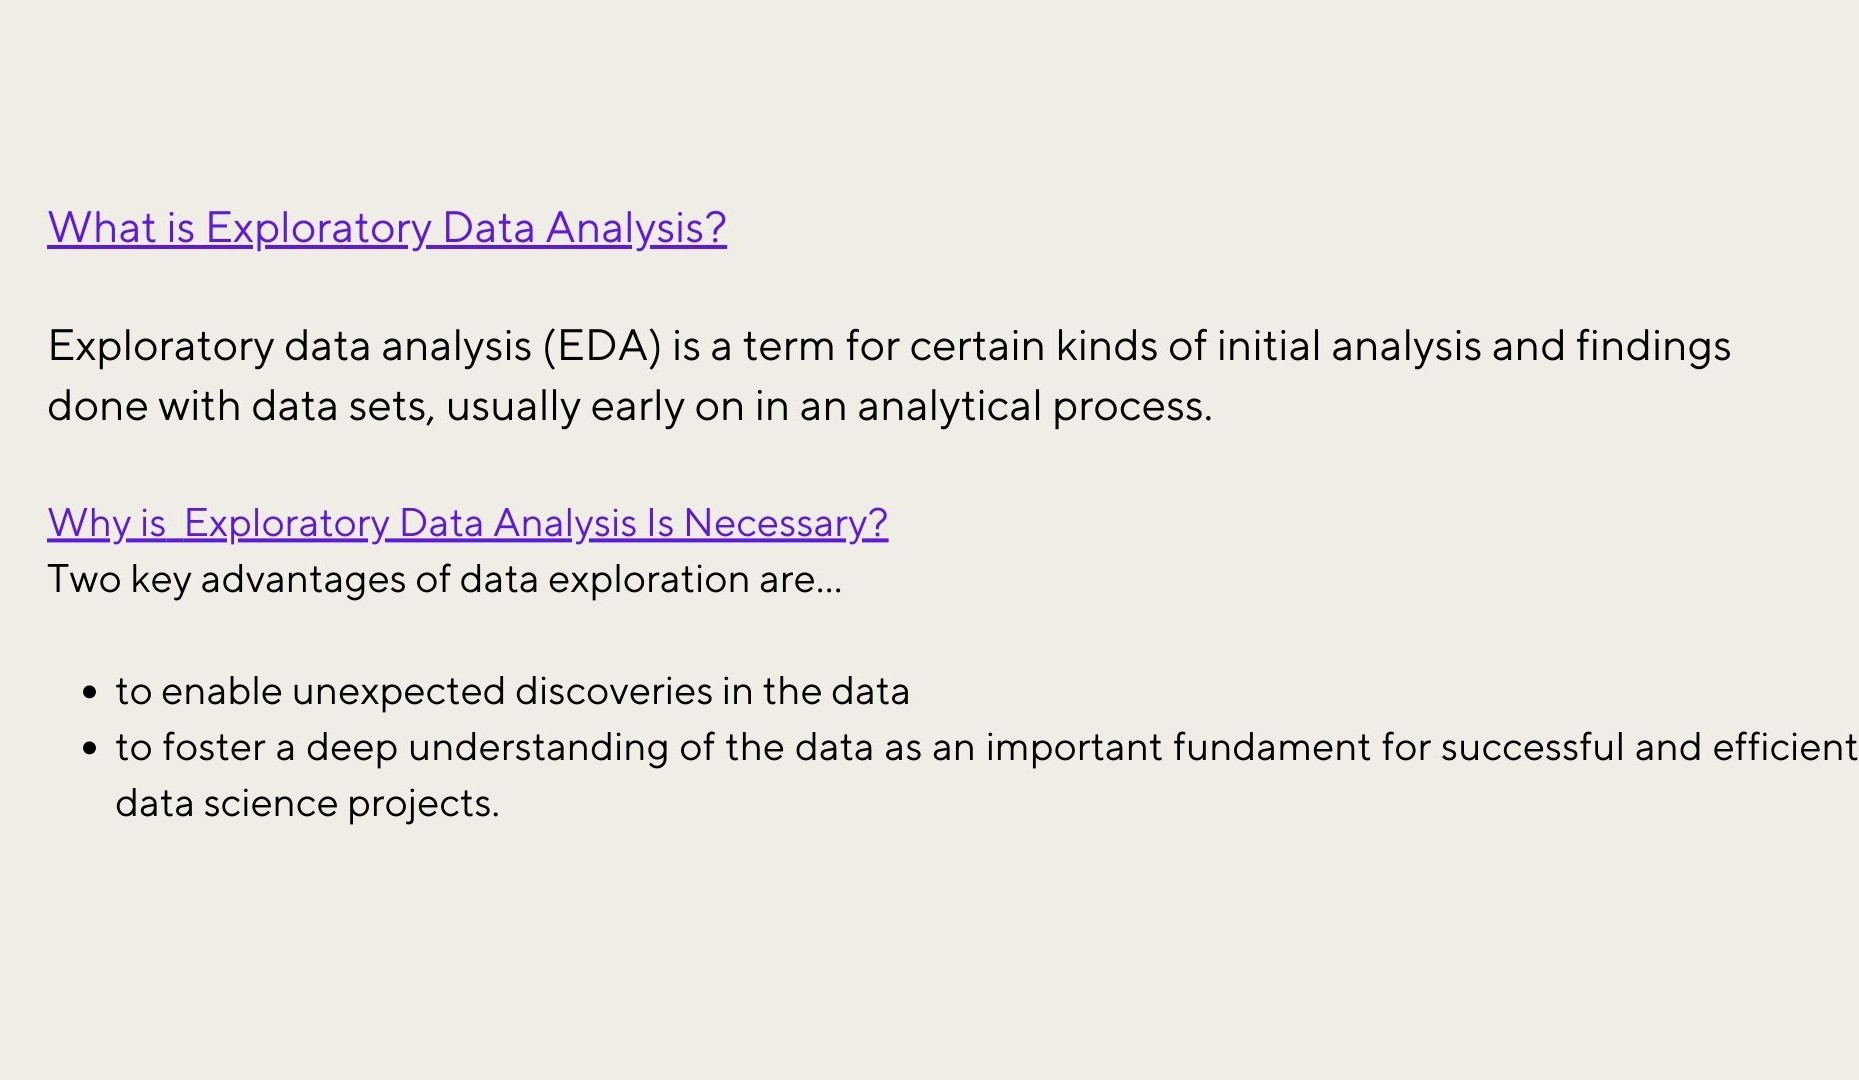 What is Exploratory Data Analysis?
Exploratory data analysis (EDA) is a term for certain kinds of initial analysis and findings
done with data sets, usually early on in an analytical process.
Why is  Exploratory Data Analysis Is Necessary?
Two key advantages of data exploration are...
• to enable unexpected discoveries in the data
• to foster a deep understanding of the data as an important fundament for successful and efficient
data science projects.